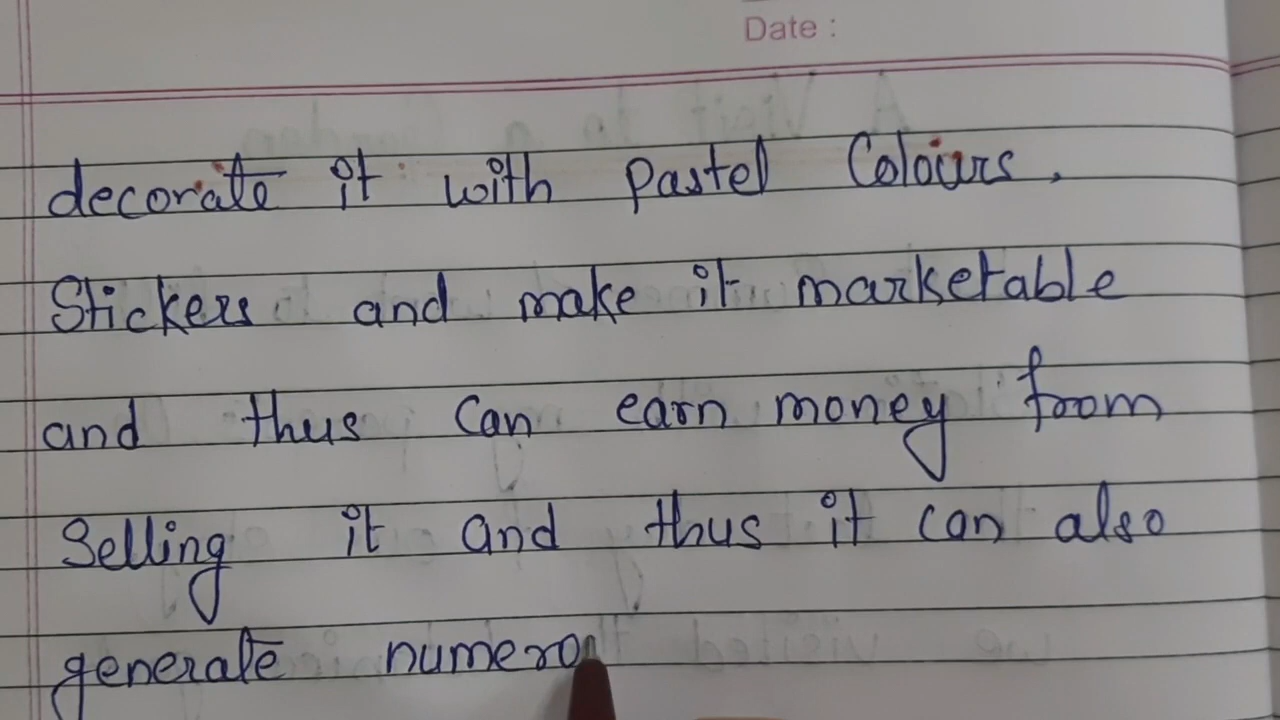 Date :
decorate it with Pastel Colours,
Stickers and make it marketable
and thus can earn money from
Selling it and thus it can also
generate numero